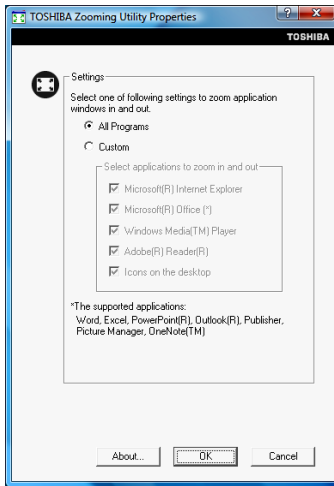 TOSHIBA Zooming Utility Properties
TOSHIBA
Settings
Select one of following settings to zoom application
windows in and out.
All Programs
Custom
Select applications to zoom in and out
Microsoft(R) Internet Explorer
Microsoft(R) Office (*)
Windows Media(TM) Player
Adobe(R) Reader(R)
Icons on the desktop
*The supported applications:
Word, Excel, PowerPoint(R), Outlook(R), Publisher,
Picture Manager, OneNote(TM)
About... OK Cancel